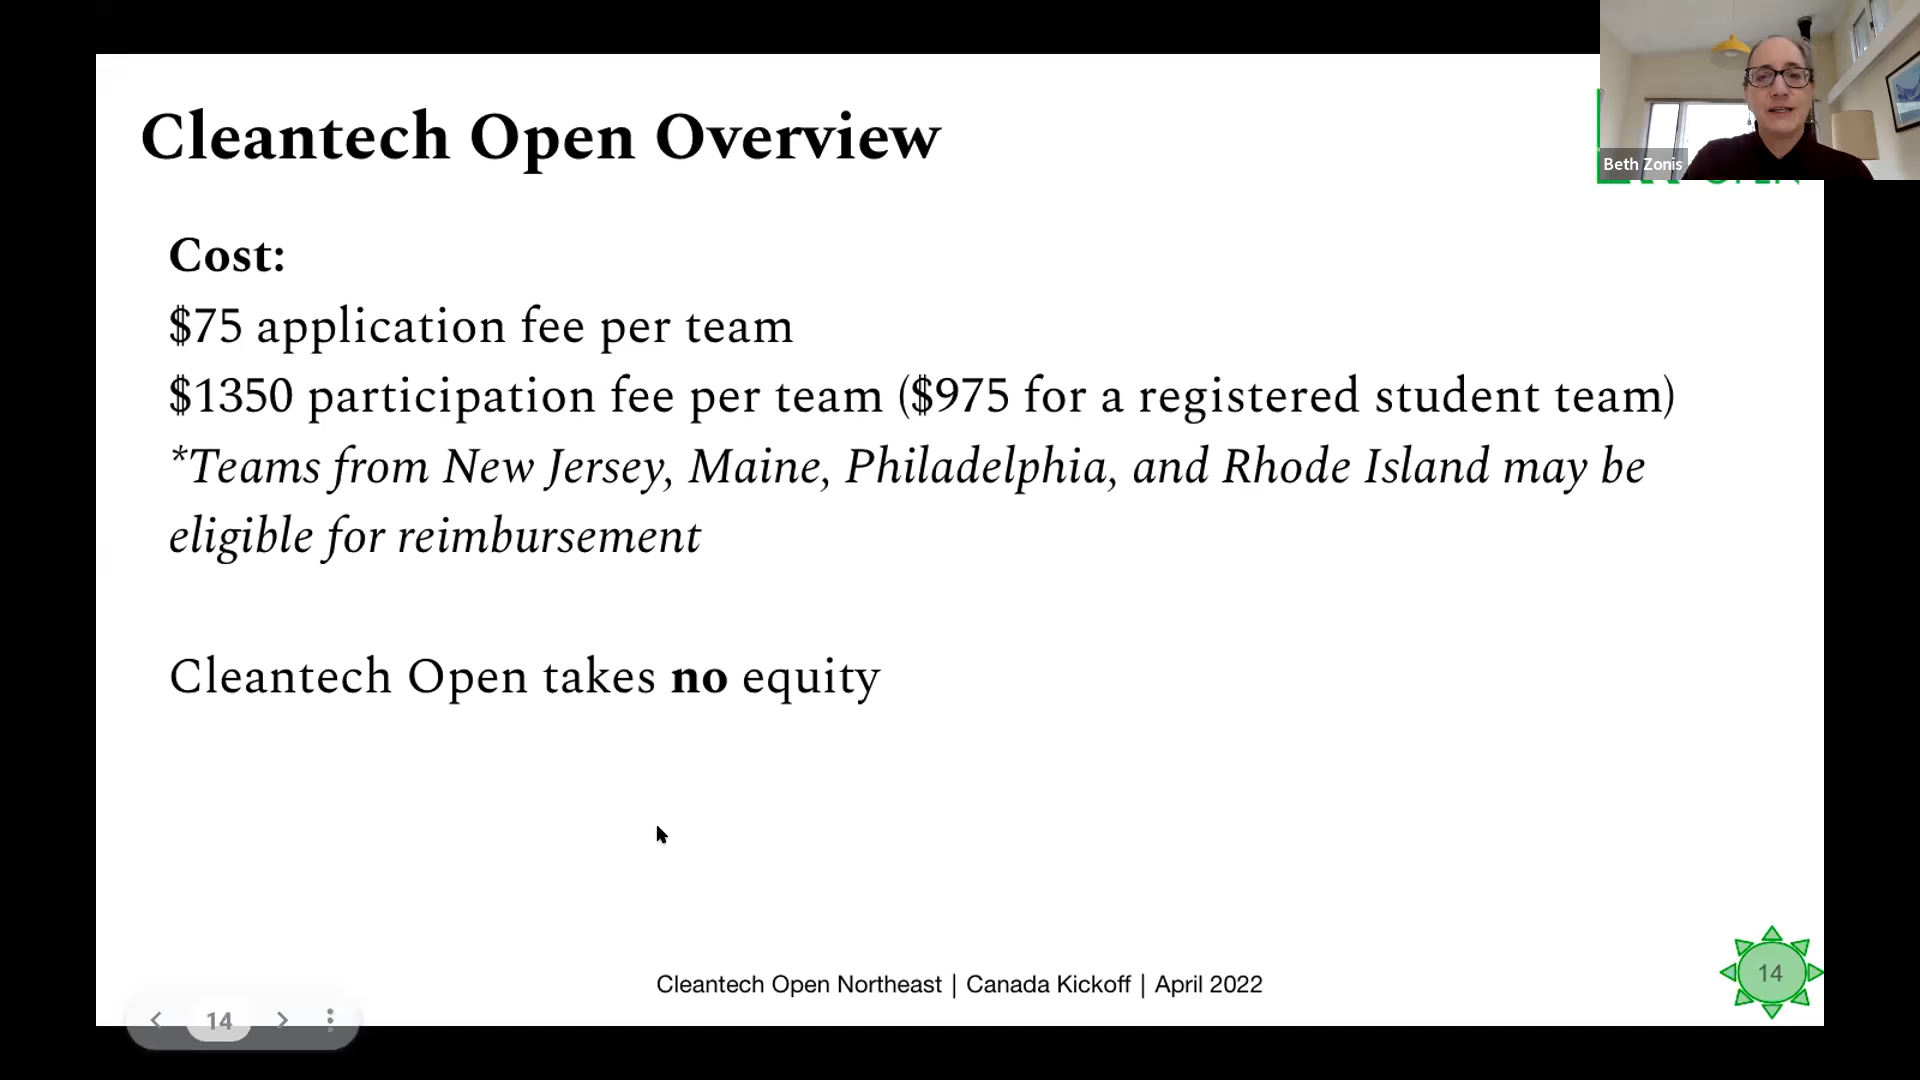 Cleantech Open Overview
Beth Zonis
Cost:
$75 application fee per team
$1350 participation fee per team ($975 for a registered student team)
*Teams from New Jersey, Maine, Philadelphia, and Rhode Island may be
eligible for reimbursement
Cleantech Open takes no equity
Cleantech Open Northeast | Canada Kickoff | April 2022
14
14